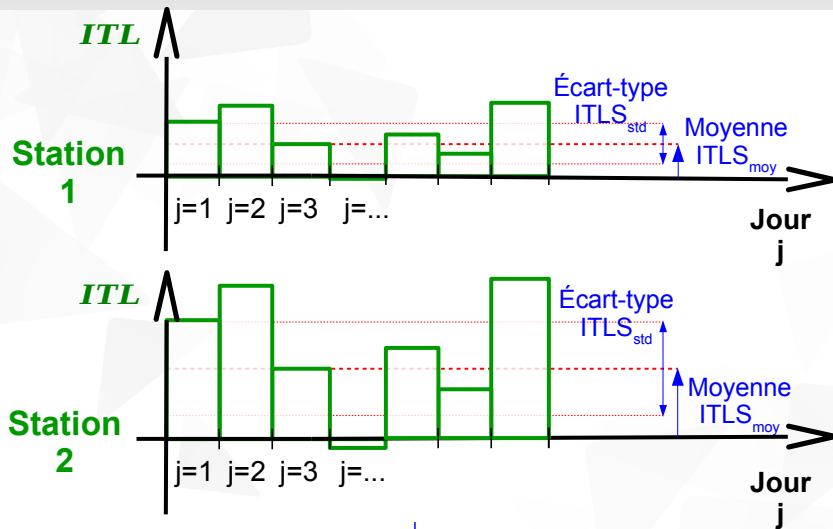 ITL
Écart-type
ITLS_std
Moyenne
ITLS_moy
Station
1
j=1 j=2 j=3 j=...
Jour
j
ITL
Écart-type
ITLS_std
Moyenne
ITLS_moy
Station
2
j=1 j=2 j=3 j=...
Jour
j